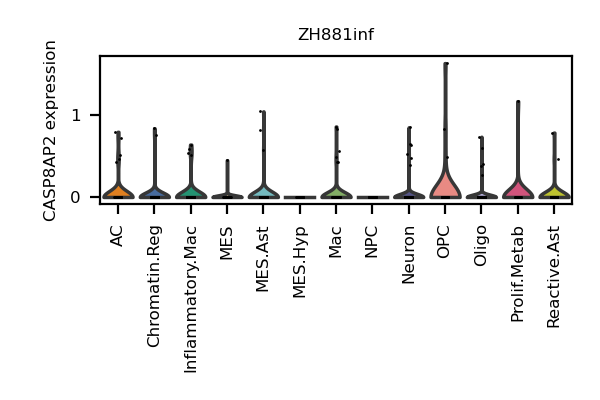 ZH881inf
CASP8AP2 expression
1
0
AC
Chromatin.Reg
Inflammatory.Mac
MES
MES.Ast
MES.Hyp
Mac
NPC
Neuron
OPC
Oligo
Prolif.Metab
Reactive.Ast